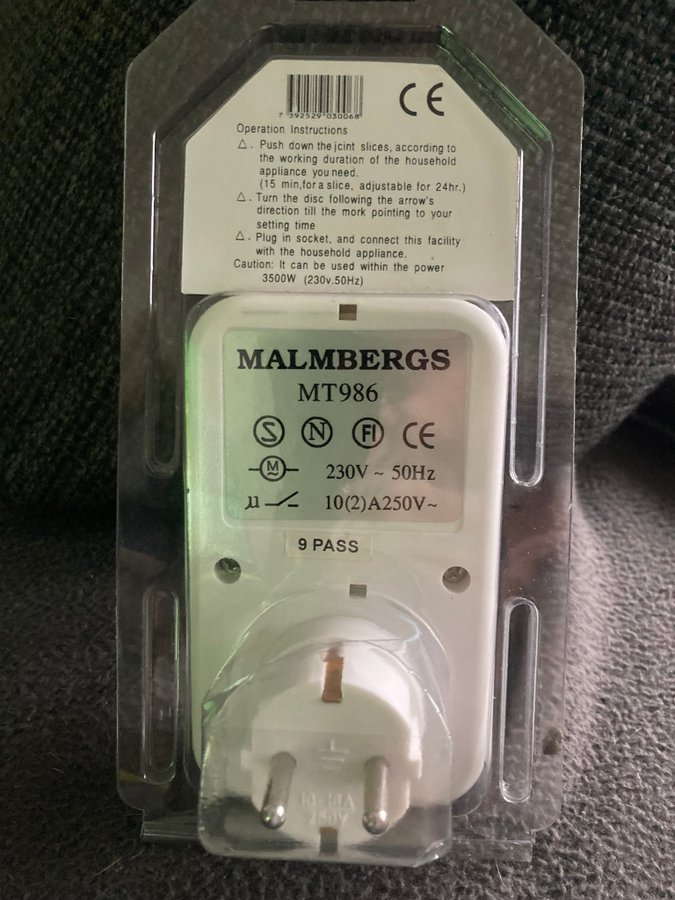 7 392529 030068
CE
Operation Instructions
△. Push down the jcint slices, according to
the working duration of the household
appliance you need.
(15 min,for a slice, adjustable for 24hr.)
△. Turn the disc following the arrow's
direction till the mork pointing to your
setting time
△. Plug in socket, and connect this facility
with the household appliance.
Caution: It can be used within the power
3500W (230v.50Hz)
MALMBERGS
MT986
S N FI CE
M 230V ~ 50Hz
µ 10(2)A250V~
9 PASS